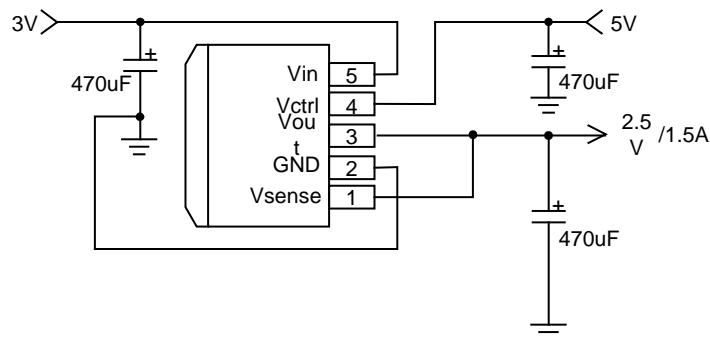 3V
5V
470uF
+
Vin 5
Vctrl 4
Vou
t
3
GND 2
Vsense 1
+
470uF
2.5
V
/1.5A
+
470uF